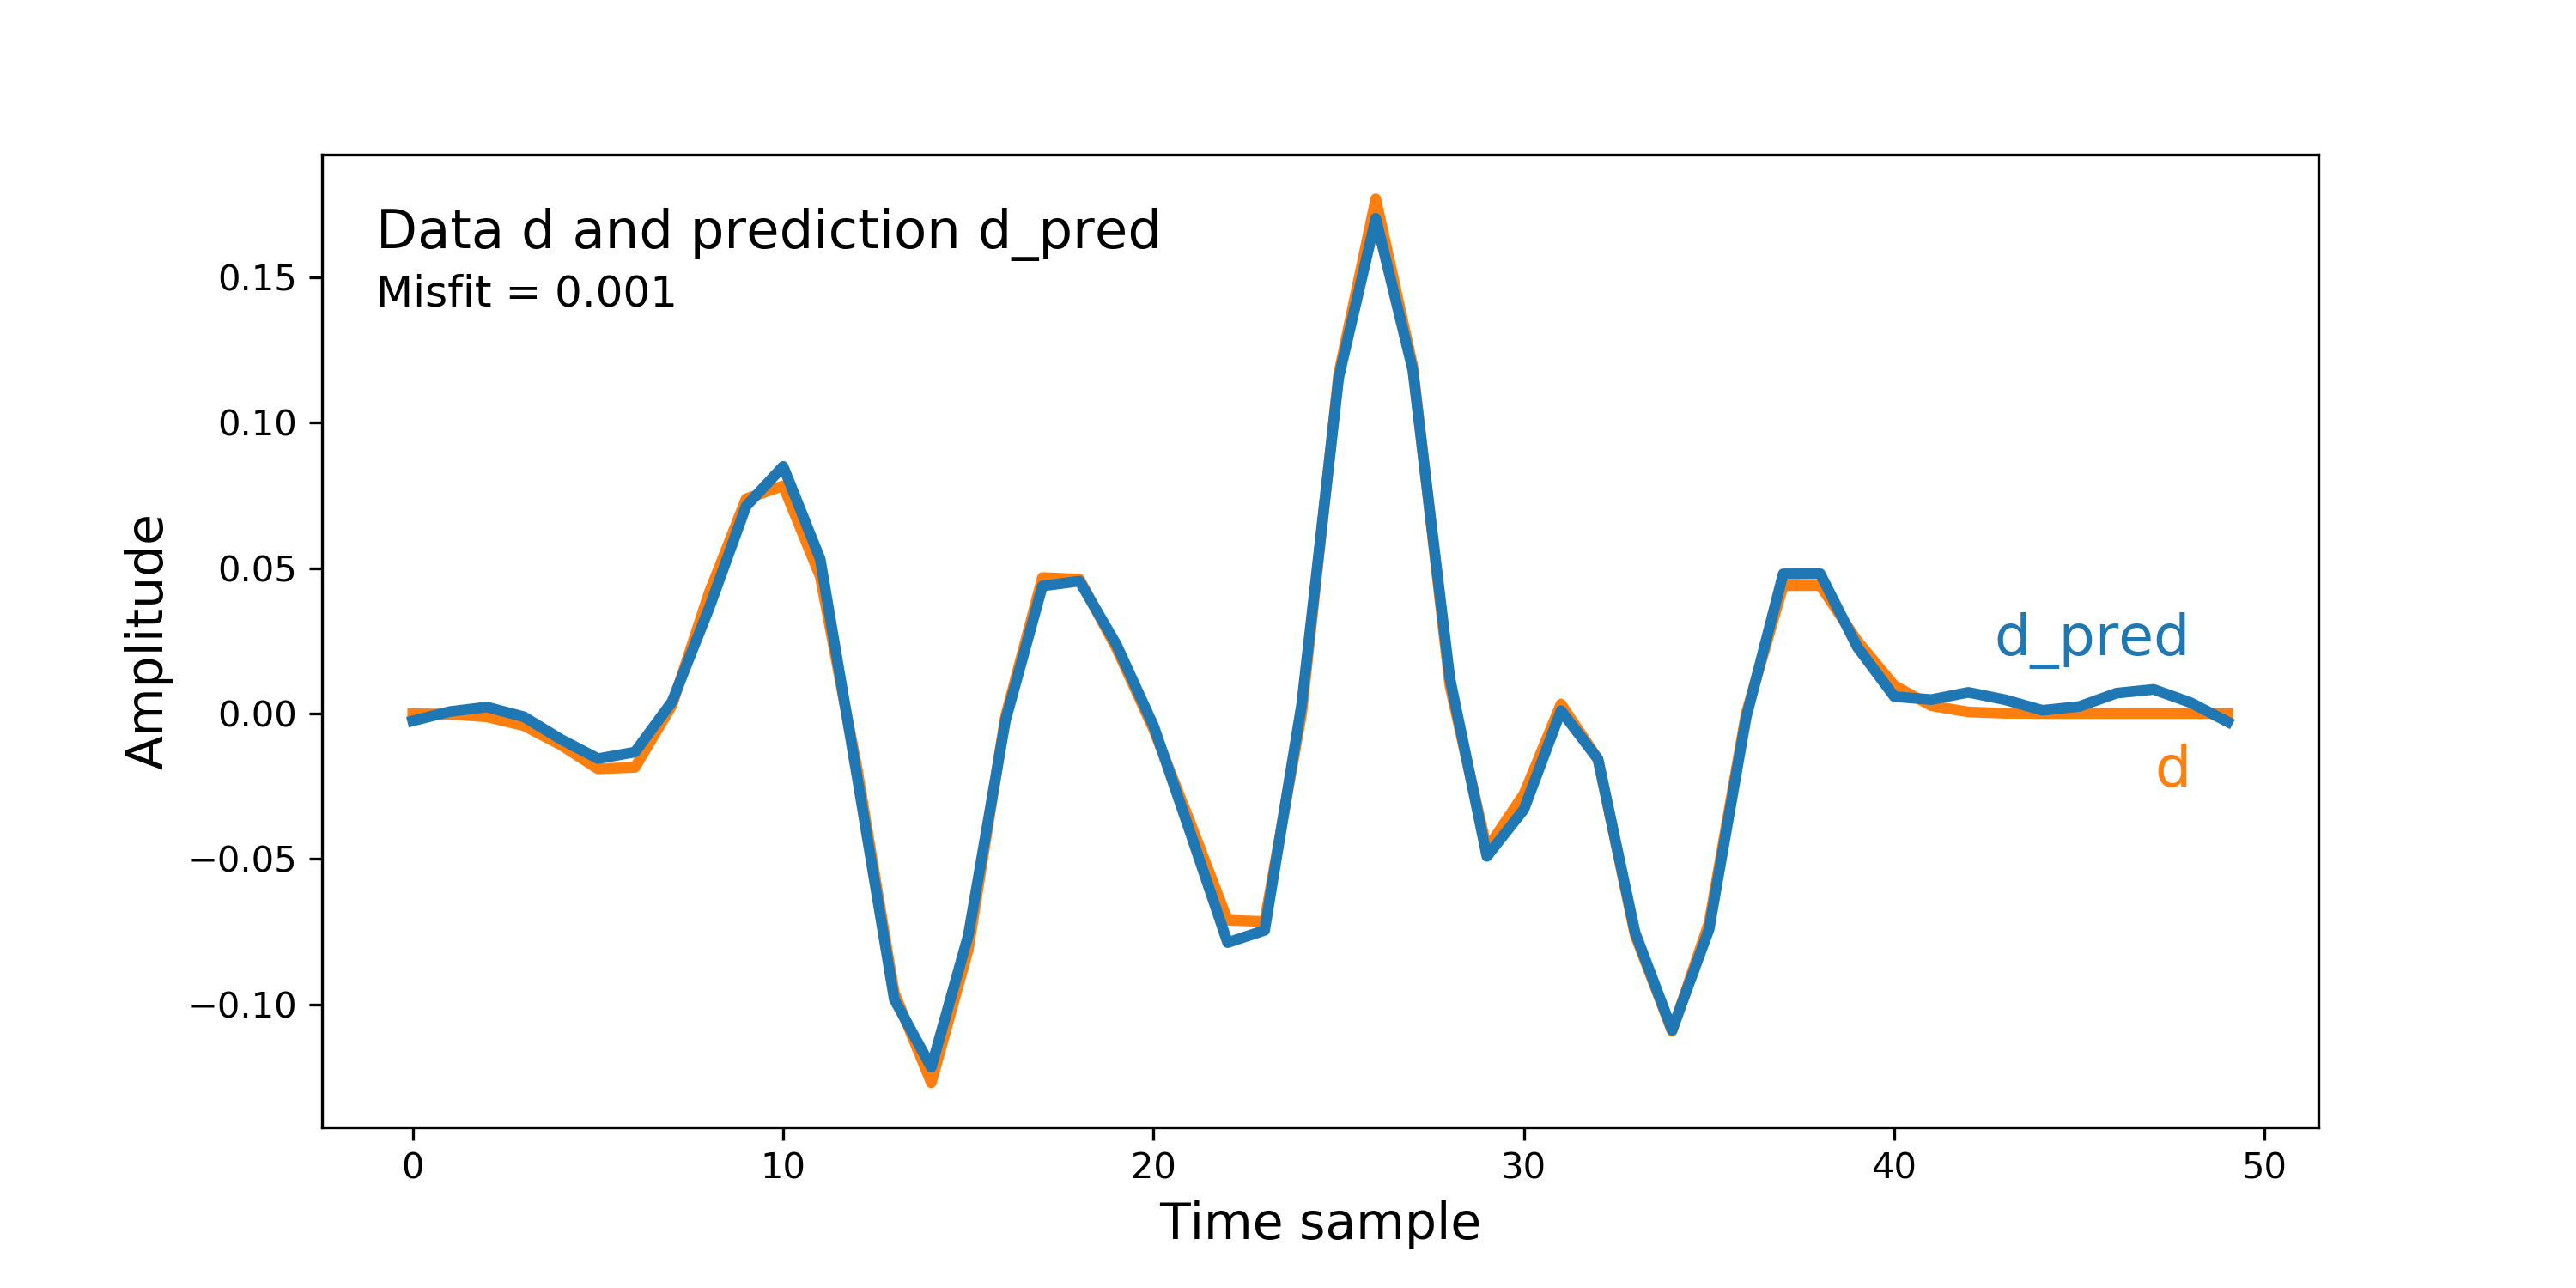 Data d and prediction d_pred
Misfit = 0.001
0.15
0.10
0.05
0.00
−0.05
−0.10
Amplitude
d_pred
d
0 10 20 30 40 50
Time sample